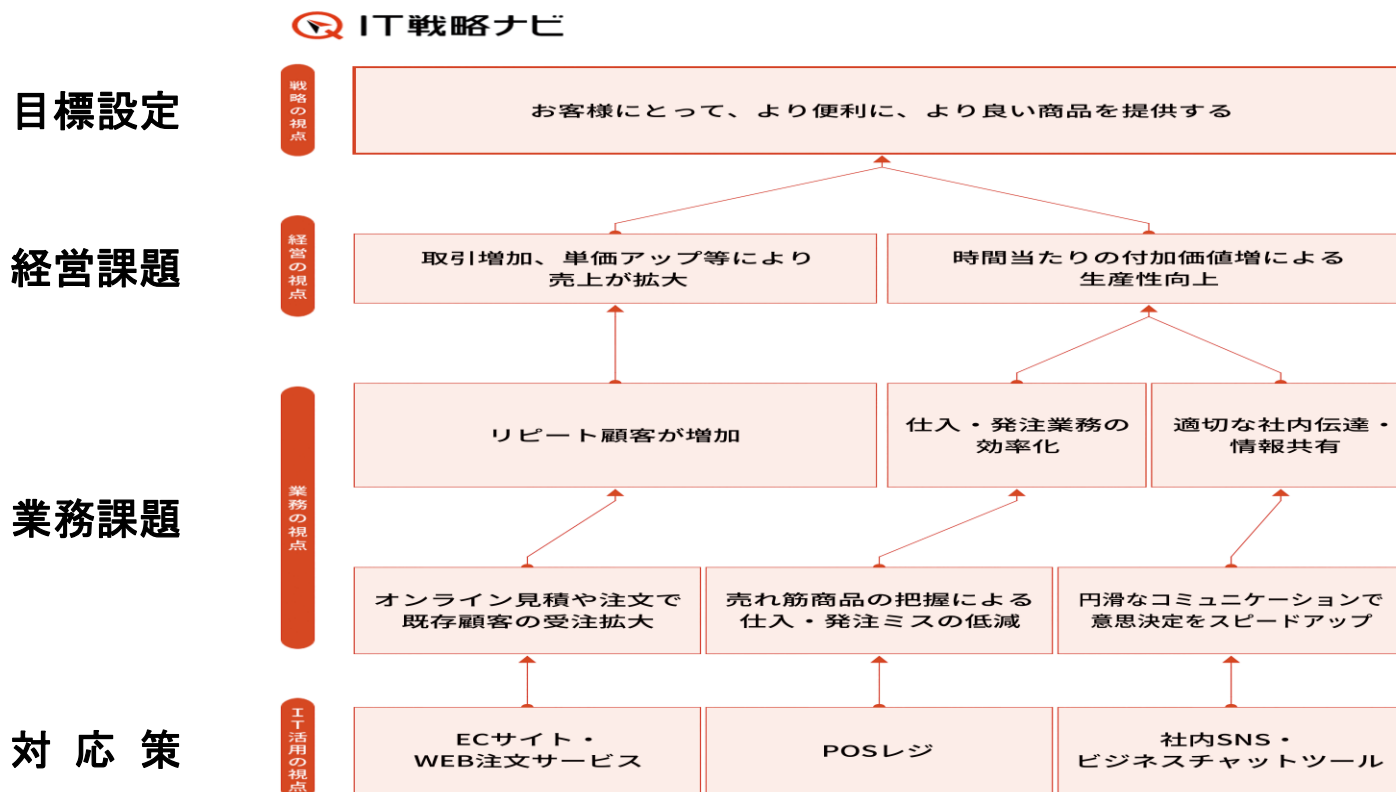 IT戦略ナビ
目標設定
戦略の視点
お客様にとって、より便利に、より良い商品を提供する
経営課題
経営の視点
取引増加、単価アップ等により
売上が拡大
時間当たりの付加価値増による
生産性向上
業務課題
業務の視点
リピート顧客が増加
仕入・発注業務の
効率化
適切な社内伝達・
情報共有
オンライン見積や注文で
既存顧客の受注拡大
売れ筋商品の把握による
仕入・発注ミスの低減
円滑なコミュニケーションで
意思決定をスピードアップ
対応策
IT活用の視点
ECサイト・
WEB注文サービス
POSレジ
社内SNS・
ビジネスチャットツール